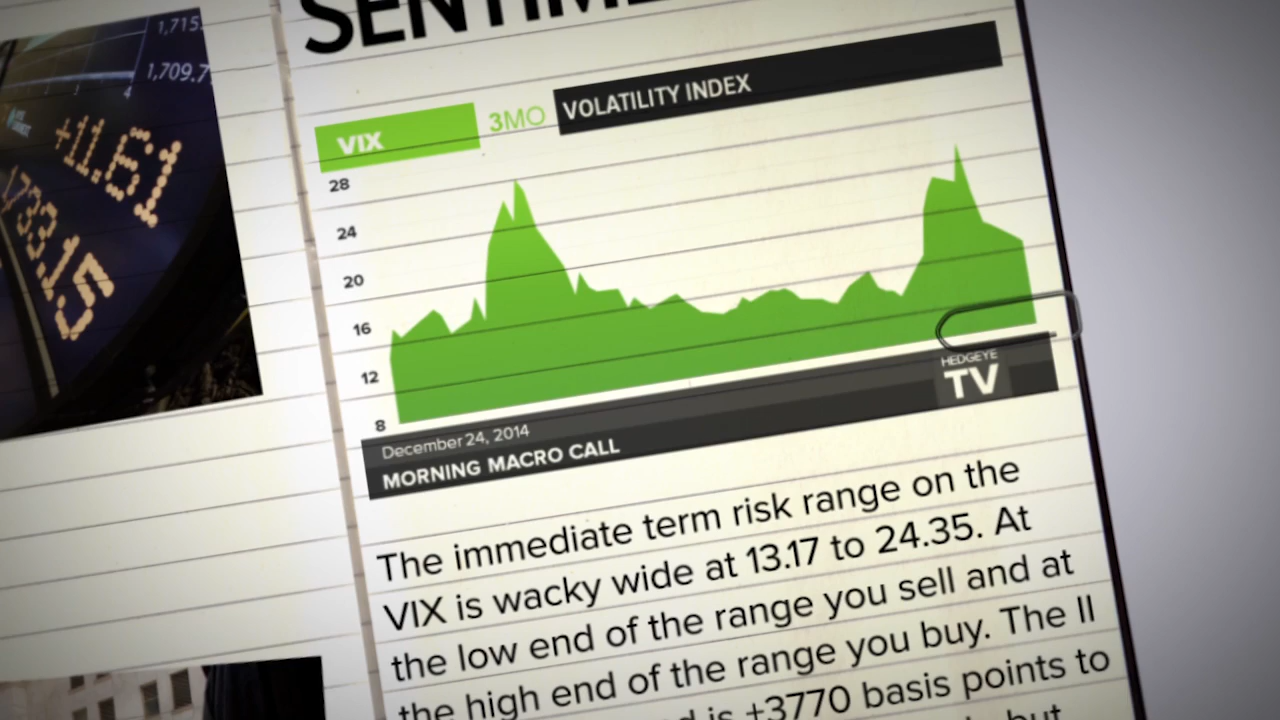 1,715.
1,709.7
+11.61
1733.15
VIX
3MO
VOLATILITY INDEX
28
24
20
16
12
8
HEDGEYE
TV
December 24, 2014
MORNING MACRO CALL
The immediate term risk range on the
VIX is wacky wide at 13.17 to 24.35. At
the low end of the range you sell and at
the high end of the range you buy. The II
is +3770 basis points to
but